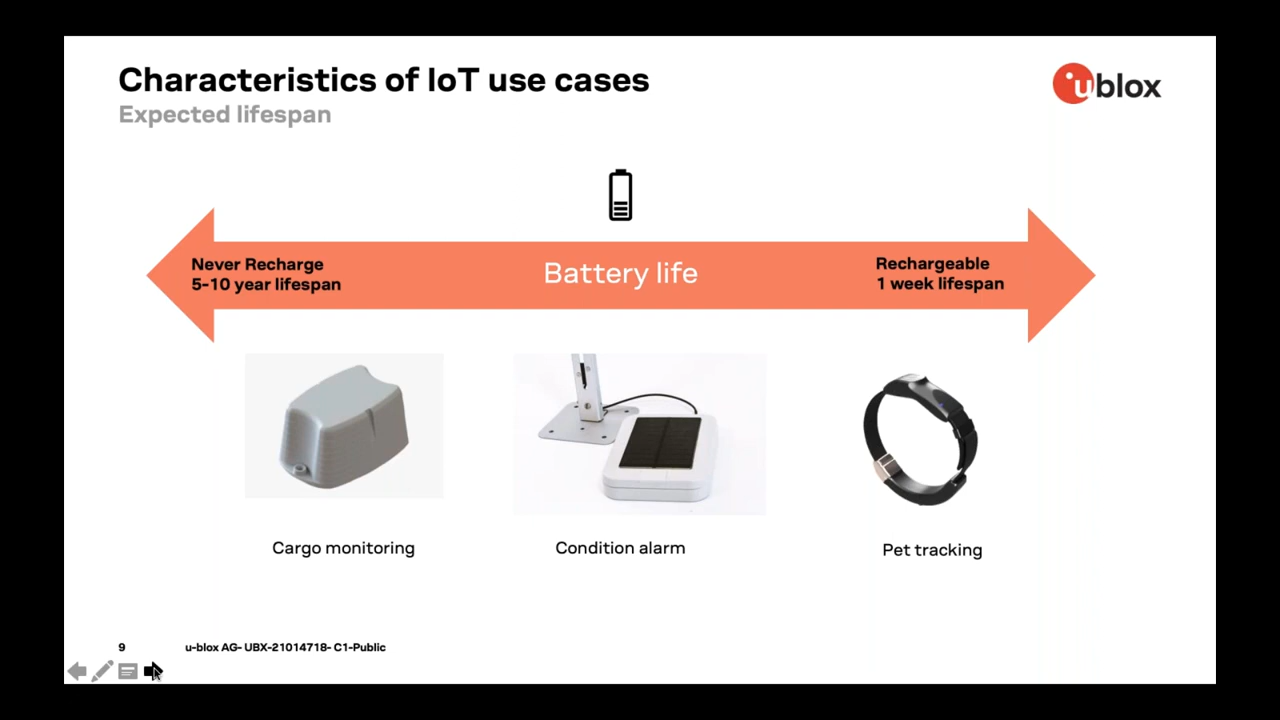 Characteristics of IoT use cases
Expected lifespan
ublox
Never Recharge
5-10 year lifespan
Battery life
Rechargeable
1 week lifespan
Cargo monitoring
Condition alarm
Pet tracking
9
u-blox AG- UBX-21014718- C1-Public